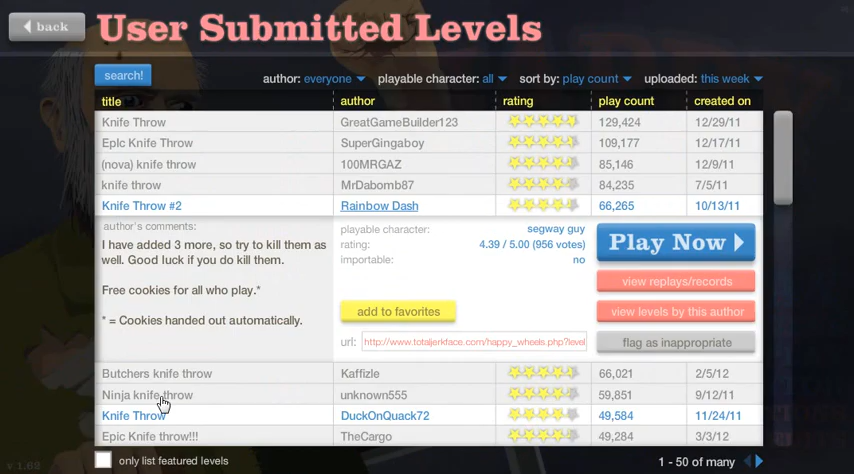 back
User Submitted Levels
search!
author: everyone playable character: all sort by: play count uploaded: this week
title author rating play count created on
Knife Throw GreatGameBuilder123 129,424 12/29/11
EpIc KnIfe Throw SuperGingaboy 109,177 12/17/11
(nova) knife throw 100MRGAZ 85,146 12/9/11
knife throw MrDabomb87 84,235 7/5/11
Knife Throw #2 Rainbow Dash 66,265 10/13/11
author's comments:
I have added 3 more, so try to kill them as
well. Good luck if you do kill them.
Free cookies for all who play.*
* = Cookies handed out automatically.
playable character: segway guy
rating: 4.39 / 5.00 (956 votes)
importable: no
add to favorites
url: http://www.totaljerkface.com/happy_wheels.php?level
Play Now
view replays/records
view levels by this author
flag as inappropriate
Butchers knife throw Kaffizle 66,021 2/5/12
Ninja knife throw unknown555 59,851 9/12/11
Knife Throw DuckOnQuack72 49,584 11/24/11
Epic Knife throw!!! TheCargo 49,284 3/3/12
only list featured levels
1 - 50 of many
v 1.62